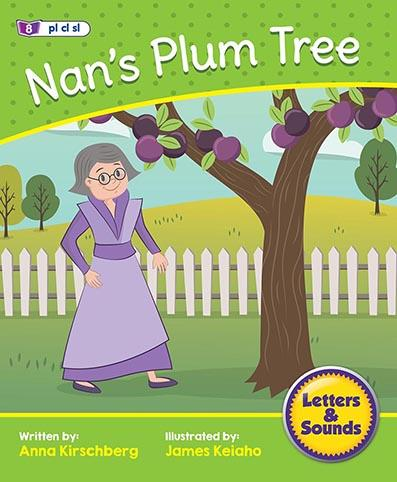 8 pl cl sl
Nan's Plum Tree
Letters
&
Sounds
Written by: Illustrated by:
Anna Kirschberg James Keiaho